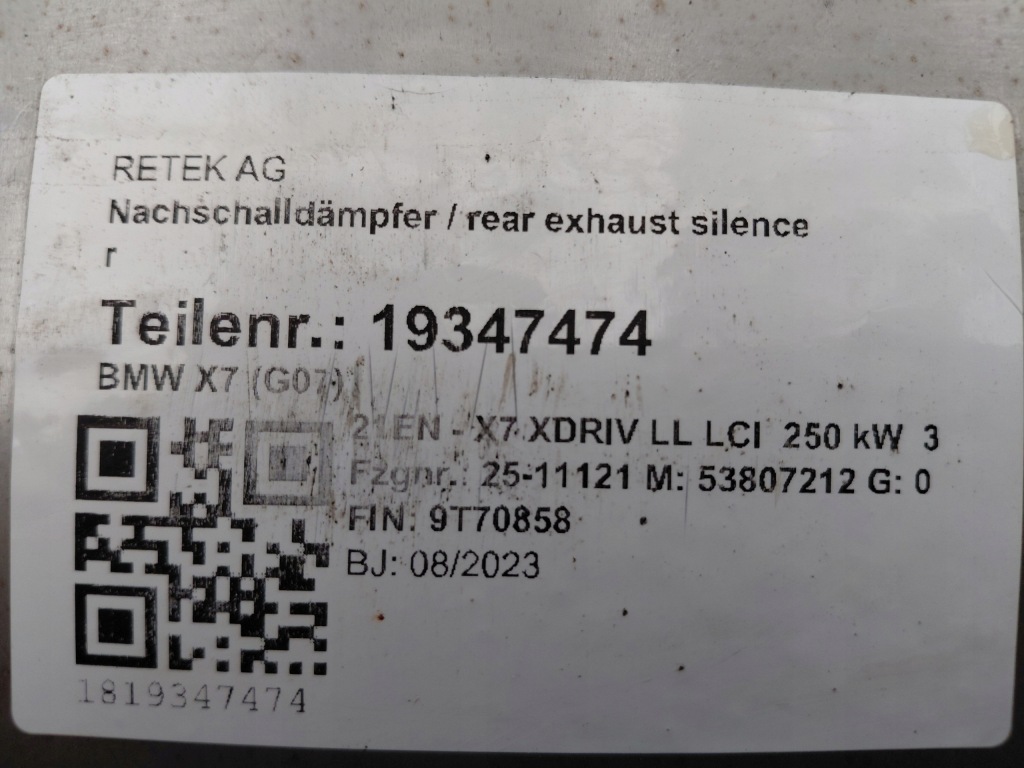 RETEK AG
Nachschalldämpfer / rear exhaust silence
r
Teilenr.: 19347474
BMW X7 (G07)
21EN - X7 XDRIV LL LCI 250 kW 3
Fzgnr.: 25-11121 M: 53807212 G: 0
FIN: 9T70858
BJ: 08/2023
1819347474